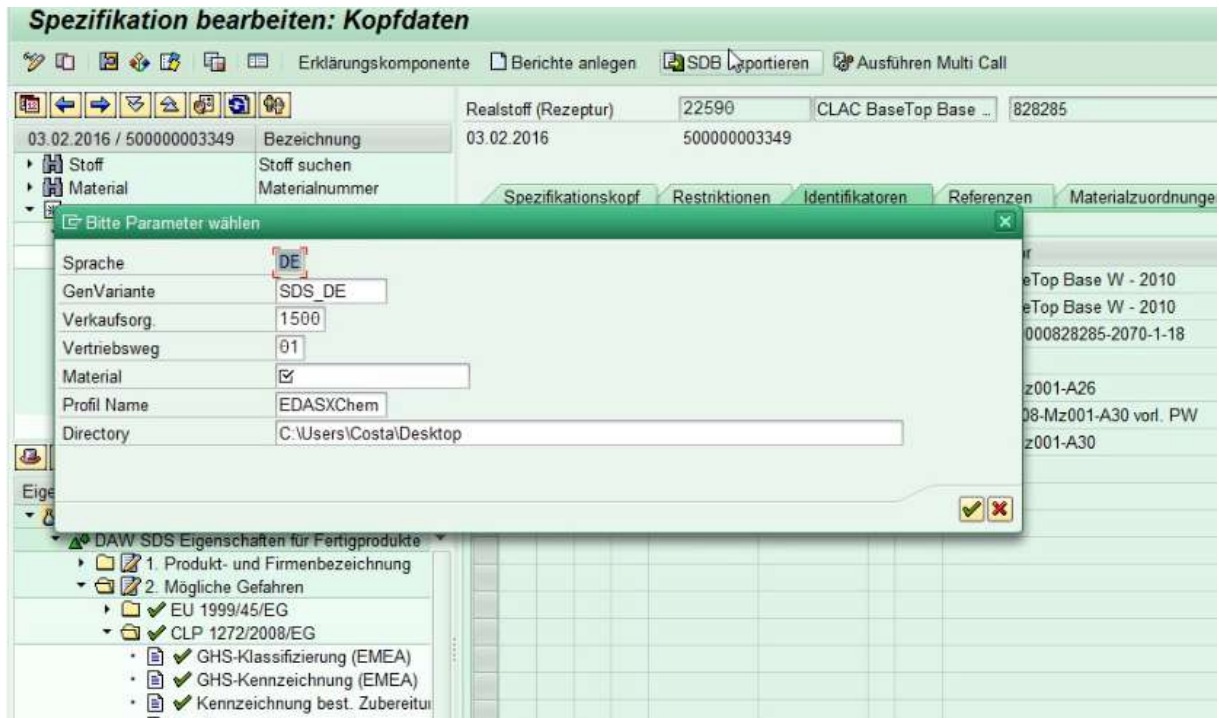 Spezifikation bearbeiten: Kopfdaten
Erklärungskomponente Berichte anlegen SDB Ausführen Multi Call
Realstoff (Rezeptur) 22590 CLAC BaseTop Base .. 828285
03.02.2016 / 500000003349 Bezeichnung 03.02.2016 500000003349
Stoff Stoff suchen
Material Materialnummer
Spezifikationskopf Restriktionen Identifikatoren Referenzen Materialzuordnunge
Bitte Parameter wählen
Sprache DE
GenVariante SDS_DE
Verkaufsorg. 1500
Vertriebsweg 01
Material
Profil Name EDASXChem
Directory C:\Users\Costa\Desktop
eTop Base W - 2010
eTop Base W - 2010
000828285-2070-1-18
z001-A26
08-Mz001-A30 vorl. PW
z001-A30
Eige
DAW SDS Eigenschaften für Fertigprodukte
1. Produkt- und Firmenbezeichnung
2. Mögliche Gefahren
EU 1999/45/EG
CLP 1272/2008/EG
GHS-Klassifizierung (EMEA)
GHS-Kennzeichnung (EMEA)
Kennzeichnung best. Zubereitu